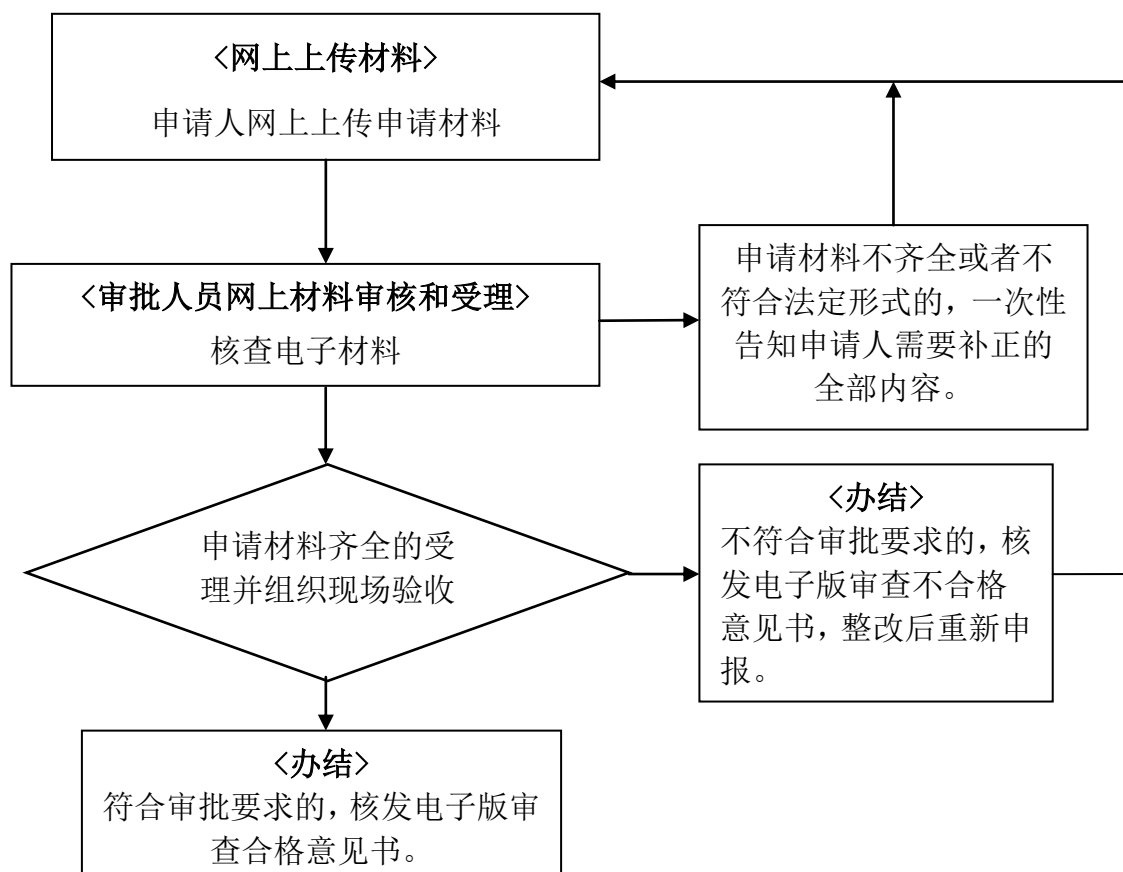 <网上上传材料>
申请人网上上传申请材料
<审批人员网上材料审核和受理>
核查电子材料
申请材料不齐全或者不
符合法定形式的，一次性
告知申请人需要补正的
全部内容。
申请材料齐全的受
理并组织现场验收
<办结>
不符合审批要求的，核
发电子版审查不合格
意见书，整改后重新申
报。
<办结>
符合审批要求的，核发电子版审
查合格意见书。